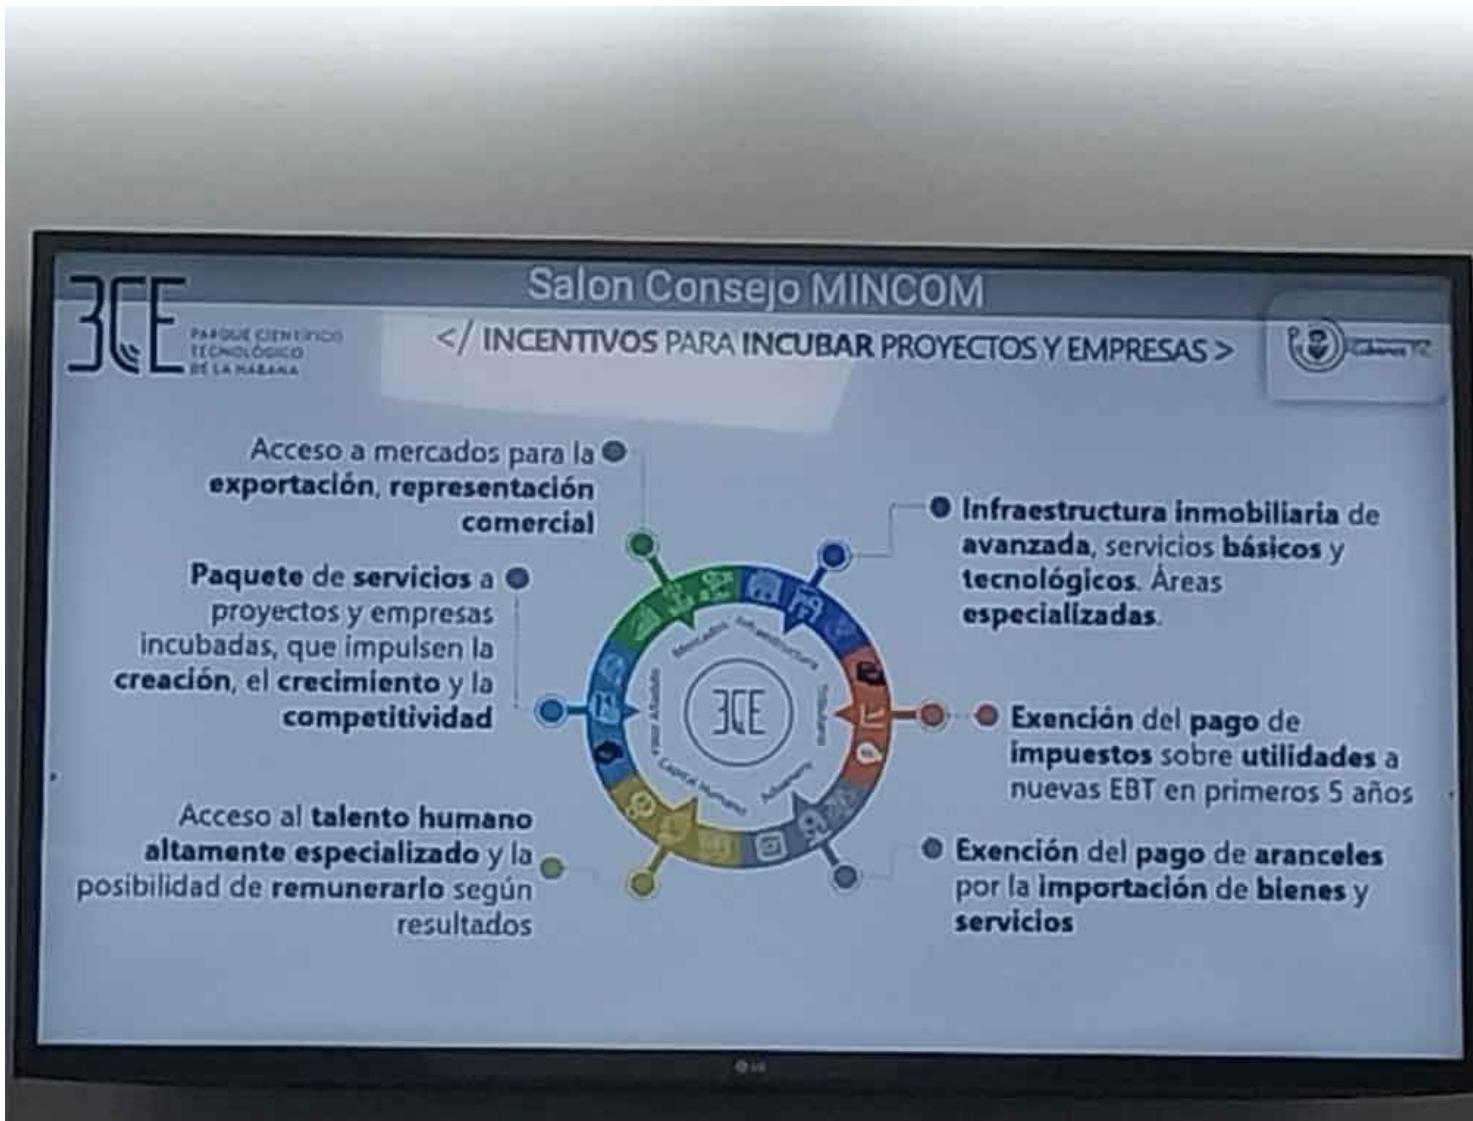 Salon Consejo MINCOM
3CE
PARQUE CIENTÍFICO
TECNOLÓGICO
DE LA HABANA
</ INCENTIVOS PARA INCUBAR PROYECTOS Y EMPRESAS >
Acceso a mercados para la
exportación, representación
comercial
Paquete de servicios a
proyectos y empresas
incubadas, que impulsen la
creación, el crecimiento y la
competitividad
Acceso al talento humano
altamente especializado y la
posibilidad de remunerarlo según
resultados
Infraestructura inmobiliaria de
avanzada, servicios básicos y
tecnológicos. Áreas
especializadas.
Exención del pago de
impuestos sobre utilidades a
nuevas EBT en primeros 5 años
Exención del pago de aranceles
por la importación de bienes y
servicios
Mercados
Infraestructura
Capital Humano
3CE
LG